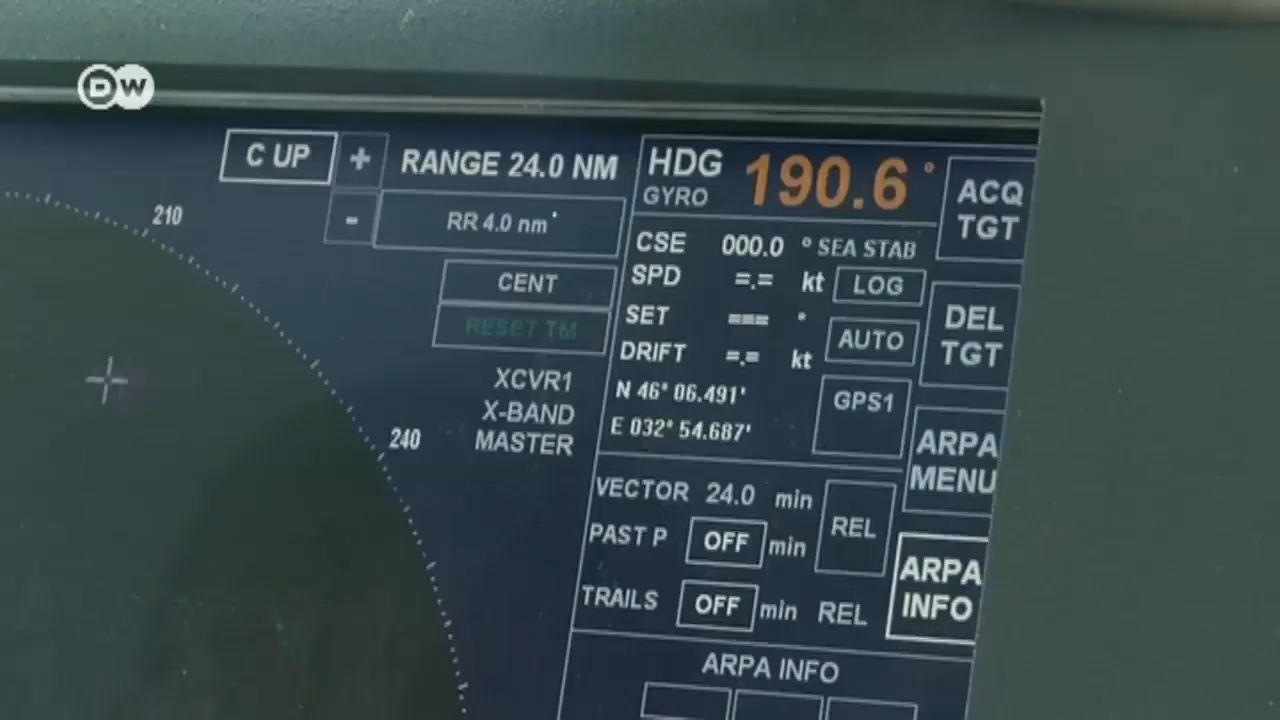 DW
C UP
+
RANGE 24.0 NM
-
RR 4.0 nm
210
CENT
RESET TM
XCVR1
X-BAND
MASTER
240
HDG
GYRO
190.6°
CSE 000.0 ° SEA STAB
SPD =.= kt LOG
SET === ° AUTO
DRIFT =.= kt
N 46° 06.491'
E 032° 54.687'
GPS1
VECTOR 24.0 min
REL
PAST P OFF min
TRAILS OFF min REL
ARPA INFO
ACQ
TGT
DEL
TGT
ARPA
MENU
ARPA
INFO